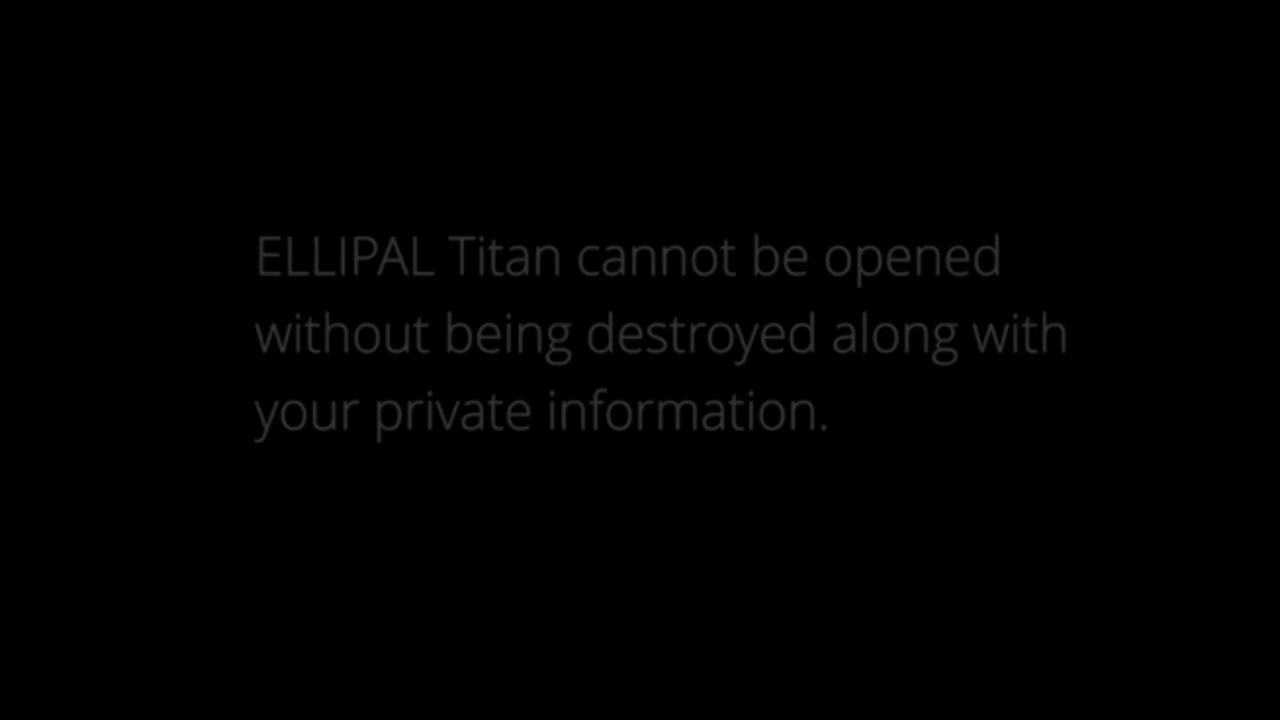 ELLIPAL Titan cannot be opened
without being destroyed along with
your private information.